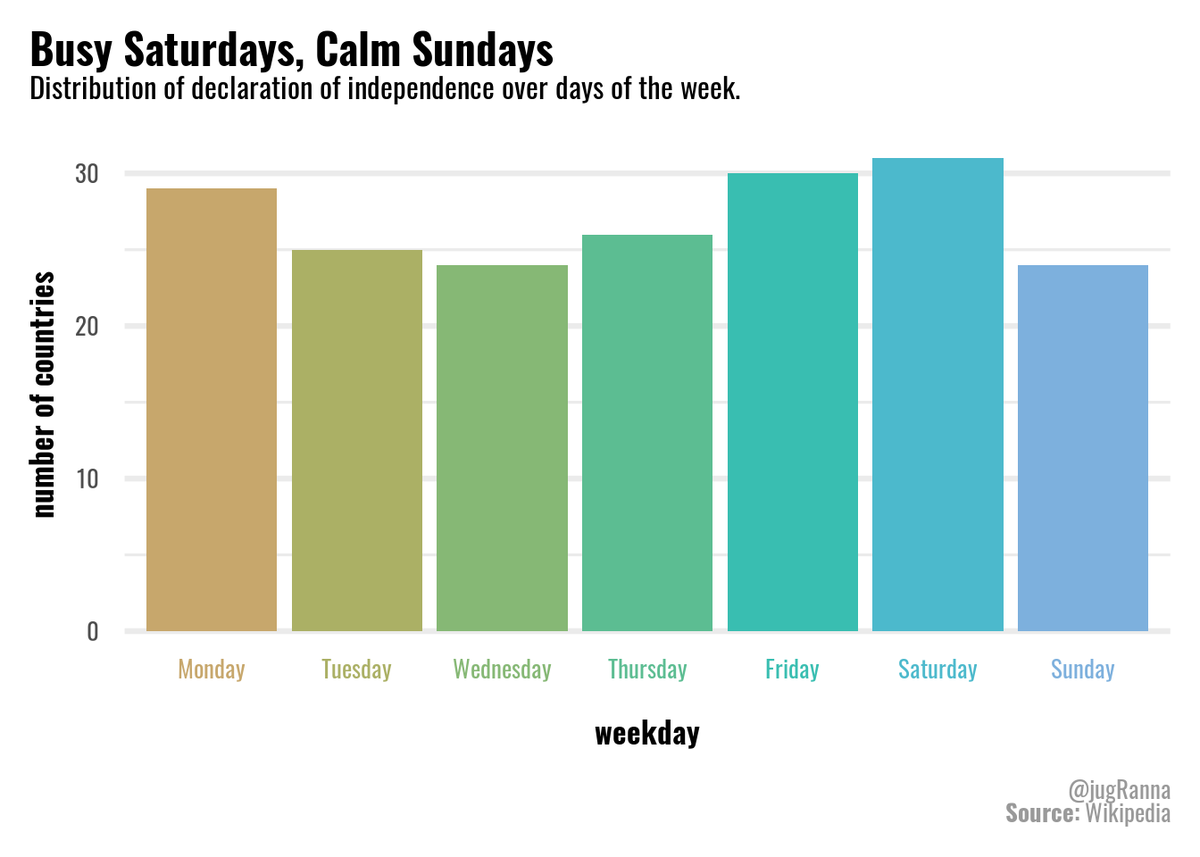 Busy Saturdays, Calm Sundays
Distribution of declaration of independence over days of the week.
number of countries
30
20
10
0
Monday Tuesday Wednesday Thursday Friday Saturday Sunday
weekday
@jugRanna
Source: Wikipedia